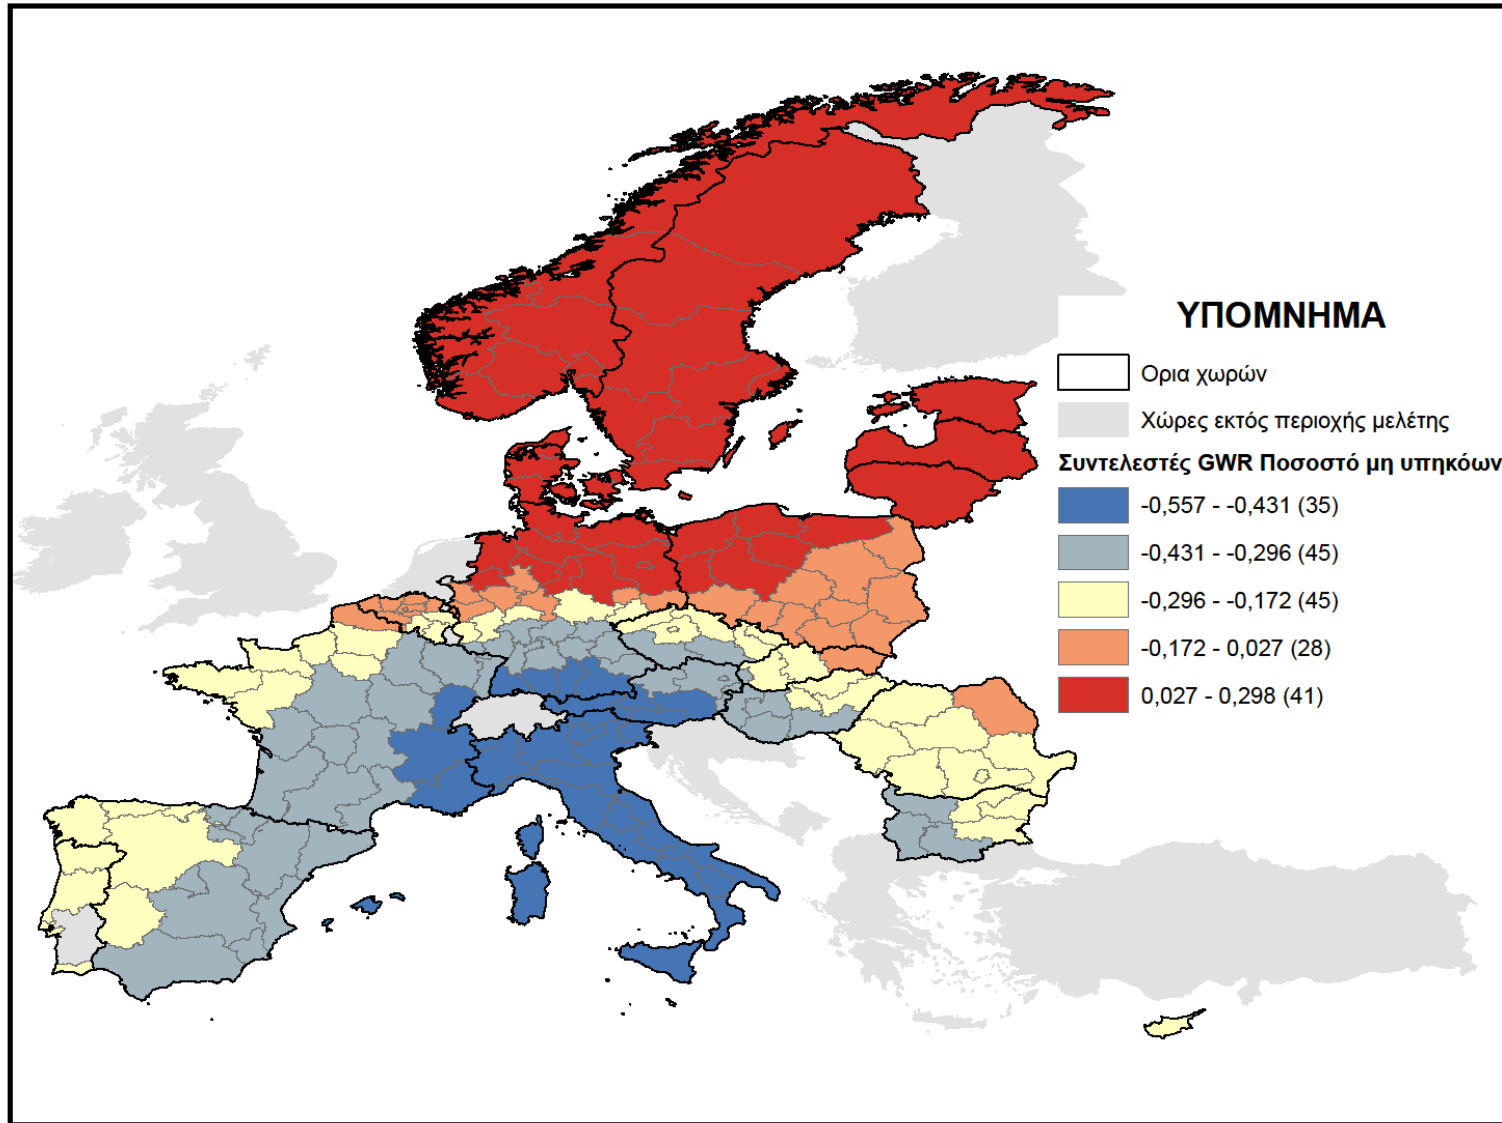 ΥΠΟΜΝΗΜΑ
Ορια χωρών
Χώρες εκτός περιοχής μελέτης
Συντελεστές GWR Ποσοστό μη υπηκόων
-0,557 - -0,431 (35)
-0,431 - -0,296 (45)
-0,296 - -0,172 (45)
-0,172 - 0,027 (28)
0,027 - 0,298 (41)